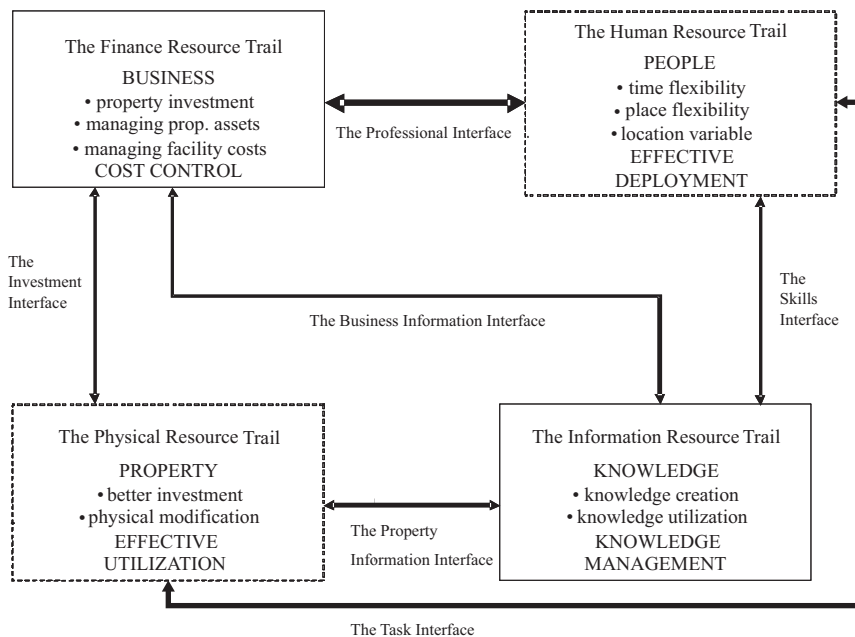 The Finance Resource Trail
BUSINESS
• property investment
• managing prop. assets
• managing facility costs
COST CONTROL
The Professional Interface
The Human Resource Trail
PEOPLE
• time flexibility
• place flexibility
• location variable
EFFECTIVE
DEPLOYMENT
The
Investment
Interface
The Business Information Interface
The
Skills
Interface
The Physical Resource Trail
PROPERTY
• better investment
• physical modification
EFFECTIVE
UTILIZATION
The Property
Information Interface
The Information Resource Trail
KNOWLEDGE
• knowledge creation
• knowledge utilization
KNOWLEDGE
MANAGEMENT
The Task Interface